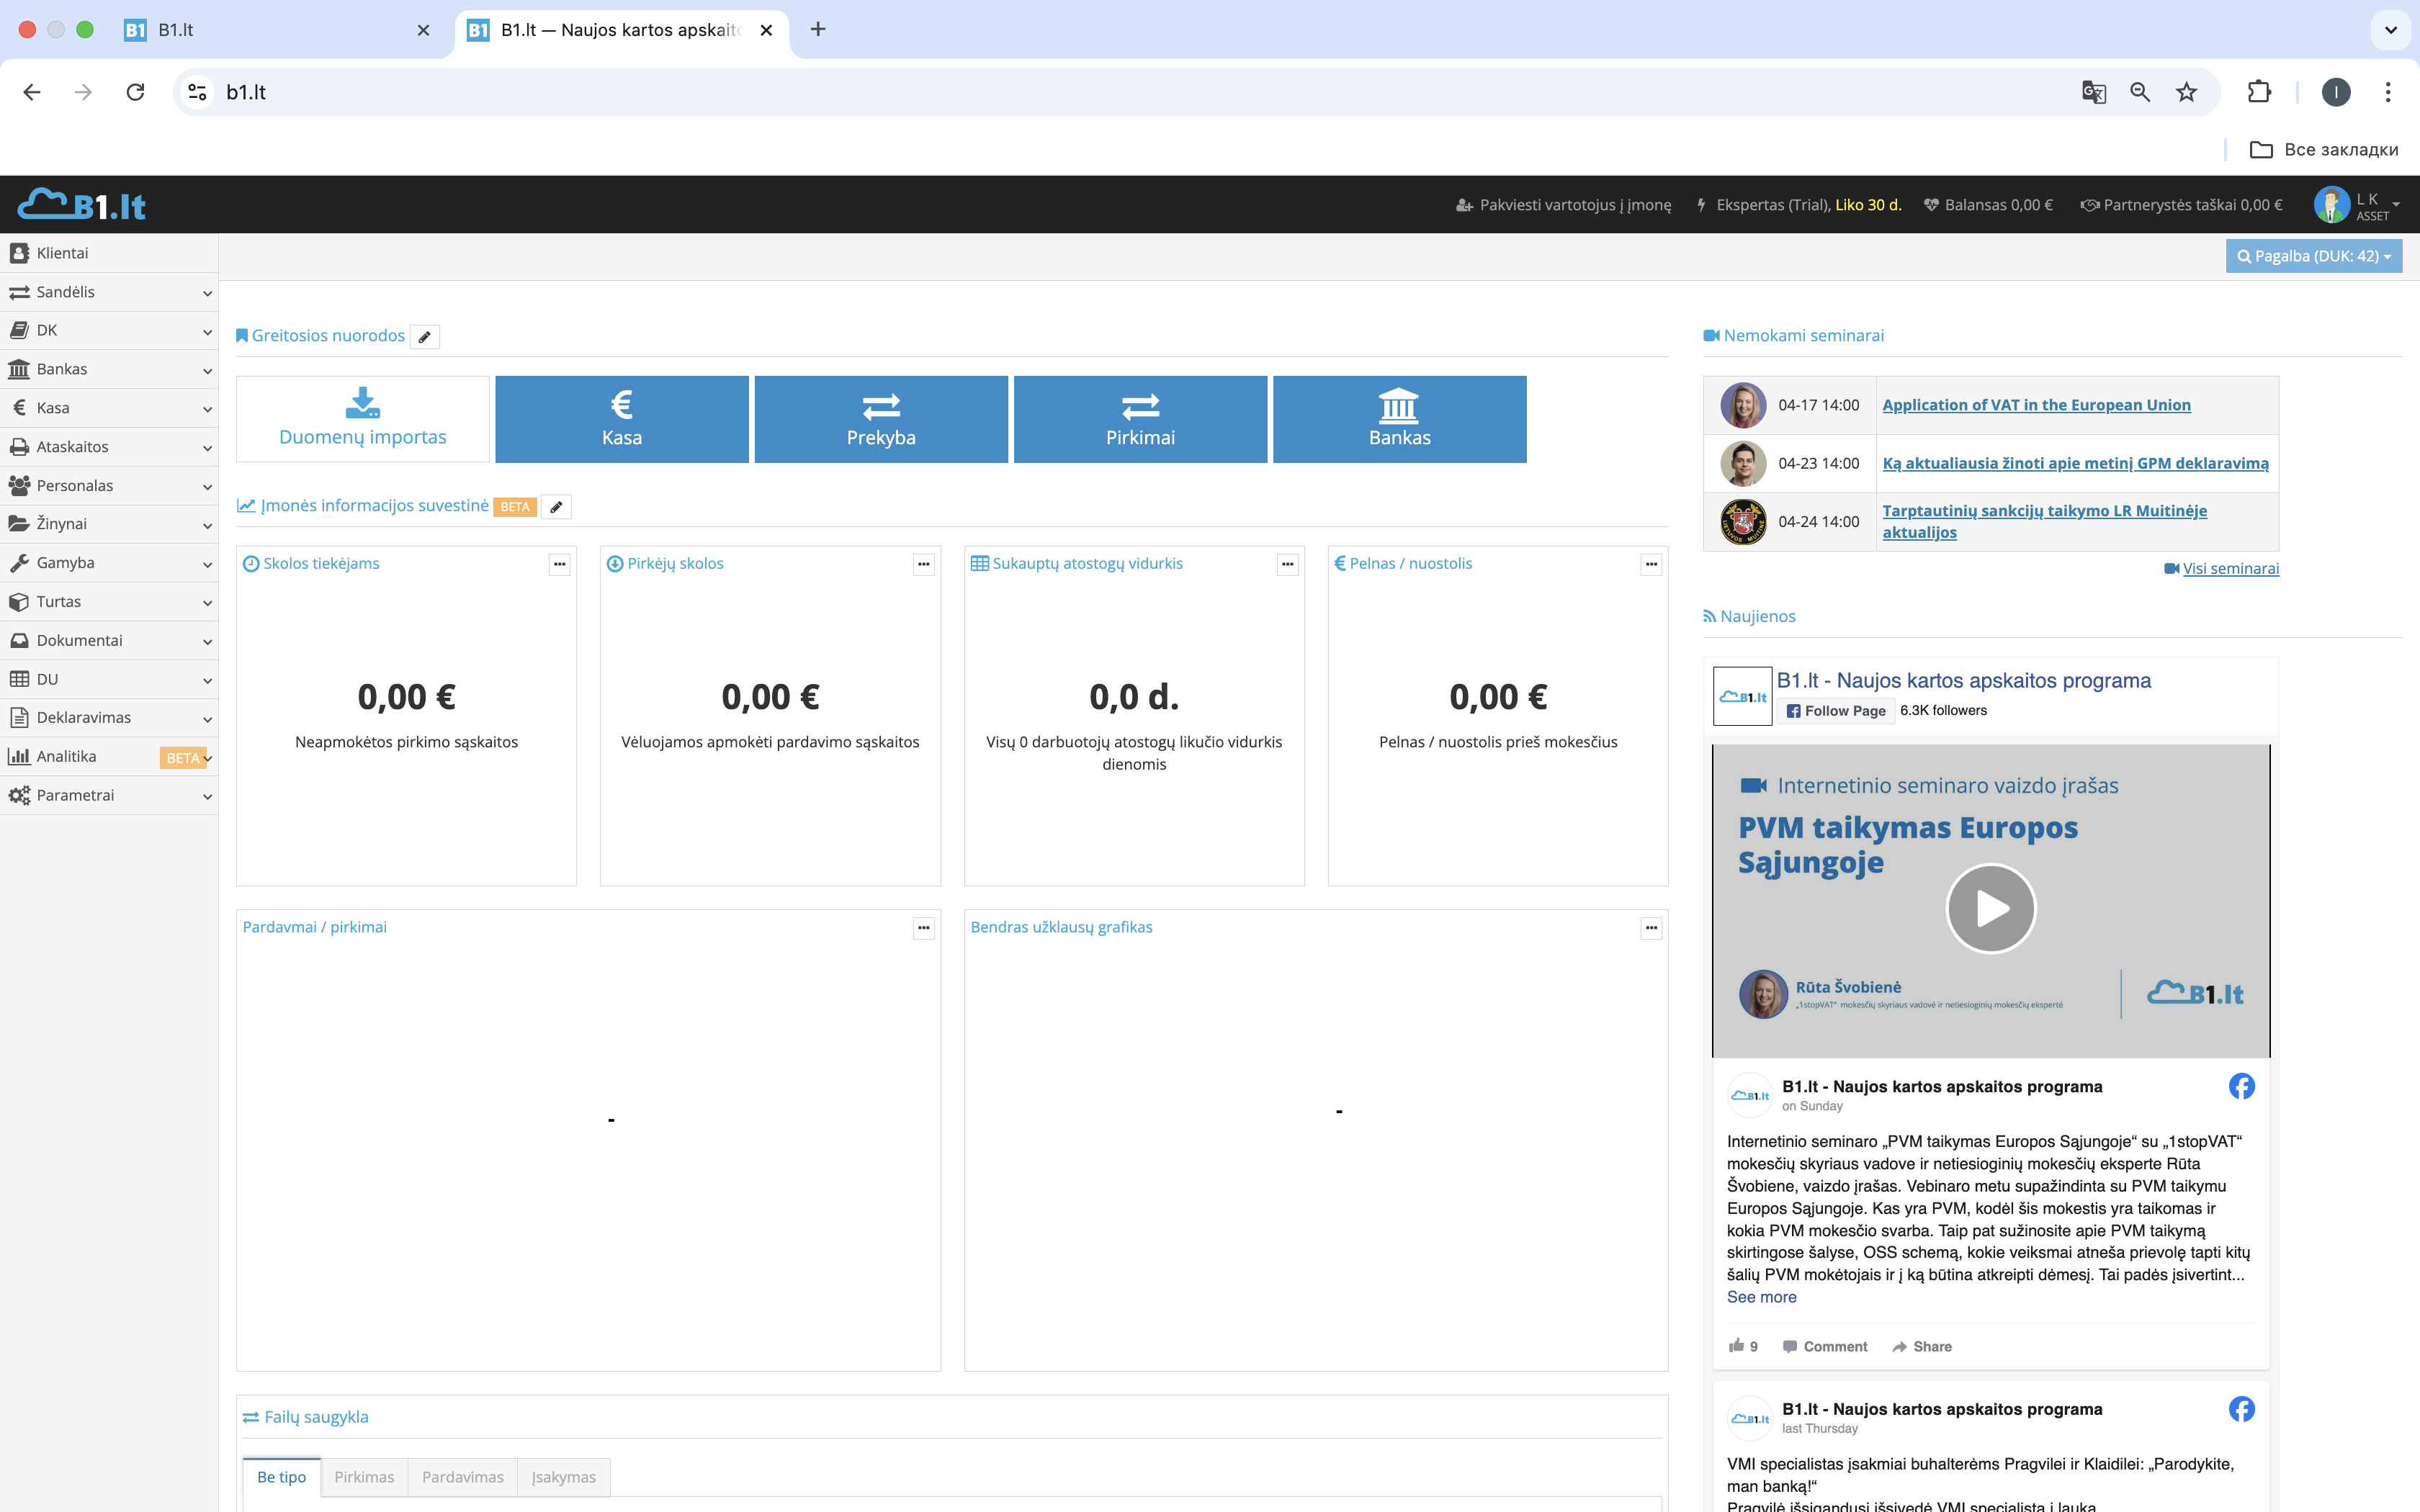 B1.lt
B1.lt — Naujos kartos apskaito
b1.lt
Все закладки
B1.lt
Pakviesti vartotojus į įmonę
Ekspertas (Trial), Liko 30 d.
Balansas 0,00 €
Partnerystės taškai 0,00 €
L K
ASSET
Pagalba (DUK: 42)
Klientai
Sandėlis
DK
Bankas
Kasa
Ataskaitos
Personalas
Žinynai
Gamyba
Turtas
Dokumentai
DU
Deklaravimas
Analitika BETA
Parametrai
Greitosios nuorodos
Duomenų importas
Kasa
Prekyba
Pirkimai
Bankas
Įmonės informacijos suvestinė BETA
Skolos tiekėjams
0,00 €
Neapmokėtos pirkimo sąskaitos
Pirkėjų skolos
0,00 €
Vėluojamos apmokėti pardavimo sąskaitos
Sukauptų atostogų vidurkis
0,0 d.
Visų 0 darbuotojų atostogų likučio vidurkis
dienomis
Pelnas / nuostolis
0,00 €
Pelnas / nuostolis prieš mokesčius
Pardavmai / pirkimai
-
Bendras užklausų grafikas
-
Failų saugykla
Be tipo
Pirkimas
Pardavimas
Įsakymas
Nemokami seminarai
04-17 14:00 Application of VAT in the European Union
04-23 14:00 Ką aktualiausia žinoti apie metinį GPM deklaravimą
04-24 14:00 Tarptautinių sankcijų taikymo LR Muitinėje
aktualijos
Visi seminarai
Naujienos
B1.lt
B1.lt - Naujos kartos apskaitos programa
Follow Page 6.3K followers
Internetinio seminaro vaizdo įrašas
PVM taikymas Europos
Sąjungoje
Rūta Švobienė
„1stopVAT“ mokesčių skyriaus vadovė ir netiesioginių mokesčių ekspertė
B1.lt
B1.lt
B1.lt - Naujos kartos apskaitos programa
on Sunday
Internetinio seminaro „PVM taikymas Europos Sąjungoje“ su „1stopVAT“
mokesčių skyriaus vadove ir netiesioginių mokesčių eksperte Rūta
Švobiene, vaizdo įrašas. Vebinaro metu supažindinta su PVM taikymu
Europos Sąjungoje. Kas yra PVM, kodėl šis mokestis yra taikomas ir
kokia PVM mokesčio svarba. Taip pat sužinosite apie PVM taikymą
skirtingose šalyse, OSS schemą, kokie veiksmai atneša prievolę tapti kitų
šalių PVM mokėtojais ir į ką būtina atkreipti dėmesį. Tai padės įsivertint...
See more
9 Comment Share
B1.lt
B1.lt - Naujos kartos apskaitos programa
last Thursday
VMI specialistas įsakmiai buhalterėms Pragvilei ir Klaidilei: „Parodykite,
man banką!“
Pragvilė išsigandusi išsivedė VMI specialistą į lauką